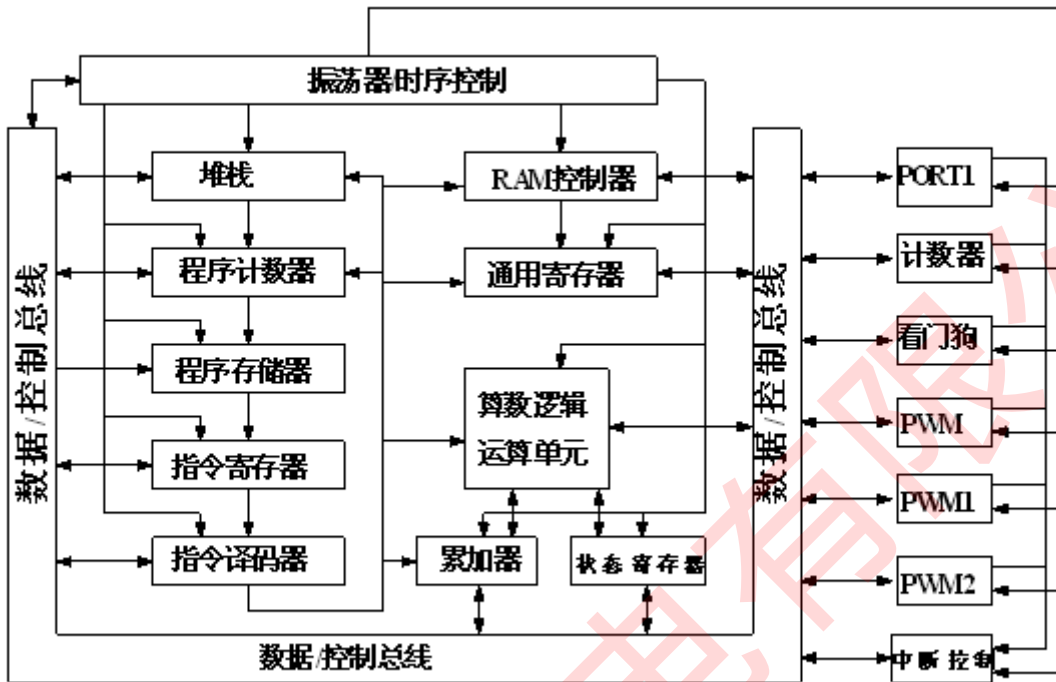 振荡器时序控制
堆栈
RAM控制器
PORT1
程序计数器
通用寄存器
计数器
数据/控制总线
数据/控制总线
看门狗
程序存储器
算数逻辑
运算单元
PWM
指令寄存器
PWM1
指令译码器
累加器
状态寄存器
PWM2
数据/控制总线
中断控制
电有限公